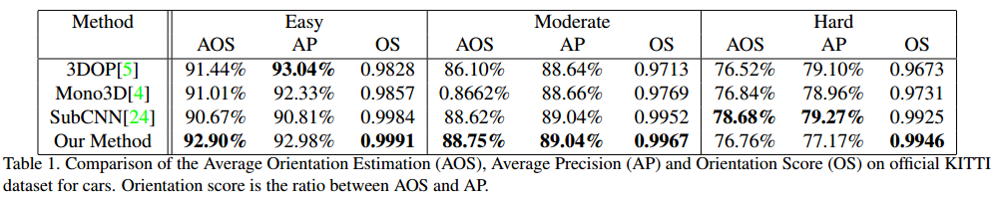 Method Easy Moderate Hard
AOS AP OS AOS AP OS AOS AP OS
3DOP[5] 91.44% 93.04% 0.9828 86.10% 88.64% 0.9713 76.52% 79.10% 0.9673
Mono3D[4] 91.01% 92.33% 0.9857 0.8662% 88.66% 0.9769 76.84% 78.96% 0.9731
SubCNN[24] 90.67% 90.81% 0.9984 88.62% 89.04% 0.9952 78.68% 79.27% 0.9925
Our Method 92.90% 92.98% 0.9991 88.75% 89.04% 0.9967 76.76% 77.17% 0.9946
Table 1. Comparison of the Average Orientation Estimation (AOS), Average Precision (AP) and Orientation Score (OS) on official KITTI
dataset for cars. Orientation score is the ratio between AOS and AP.